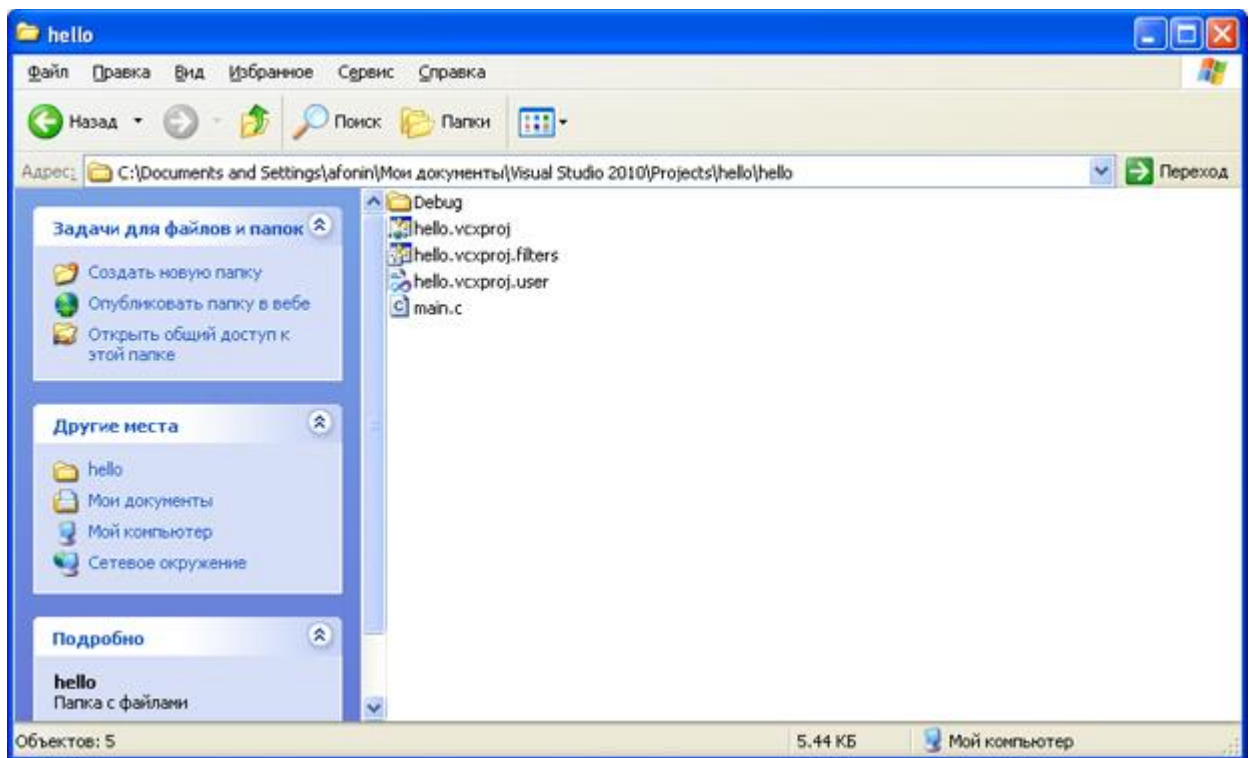 hello
Файл Правка Вид Избранное Сервис Справка
Назад Поиск Папки
Адрес: C:\Documents and Settings\afonin\Мои документы\Visual Studio 2010\Projects\hello\hello Переход
Задачи для файлов и папок
Создать новую папку
Опубликовать папку в вебе
Открыть общий доступ к
этой папке
Другие места
hello
Мои документы
Мой компьютер
Сетевое окружение
Подробно
hello
Папка с файлами
Debug
hello.vcxproj
hello.vcxproj.filters
hello.vcxproj.user
main.c
Объектов: 5 5.44 КБ Мой компьютер